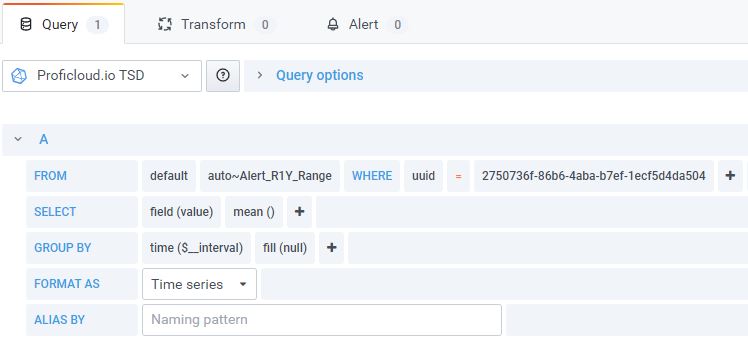 Query 1 Transform 0 Alert 0
Proficloud.io TSD Query options
A
FROM default auto~Alert_R1Y_Range WHERE uuid = 2750736f-86b6-4aba-b7ef-1ecf5d4da504 +
SELECT field (value) mean () +
GROUP BY time ($__interval) fill (null) +
FORMAT AS Time series
ALIAS BY Naming pattern